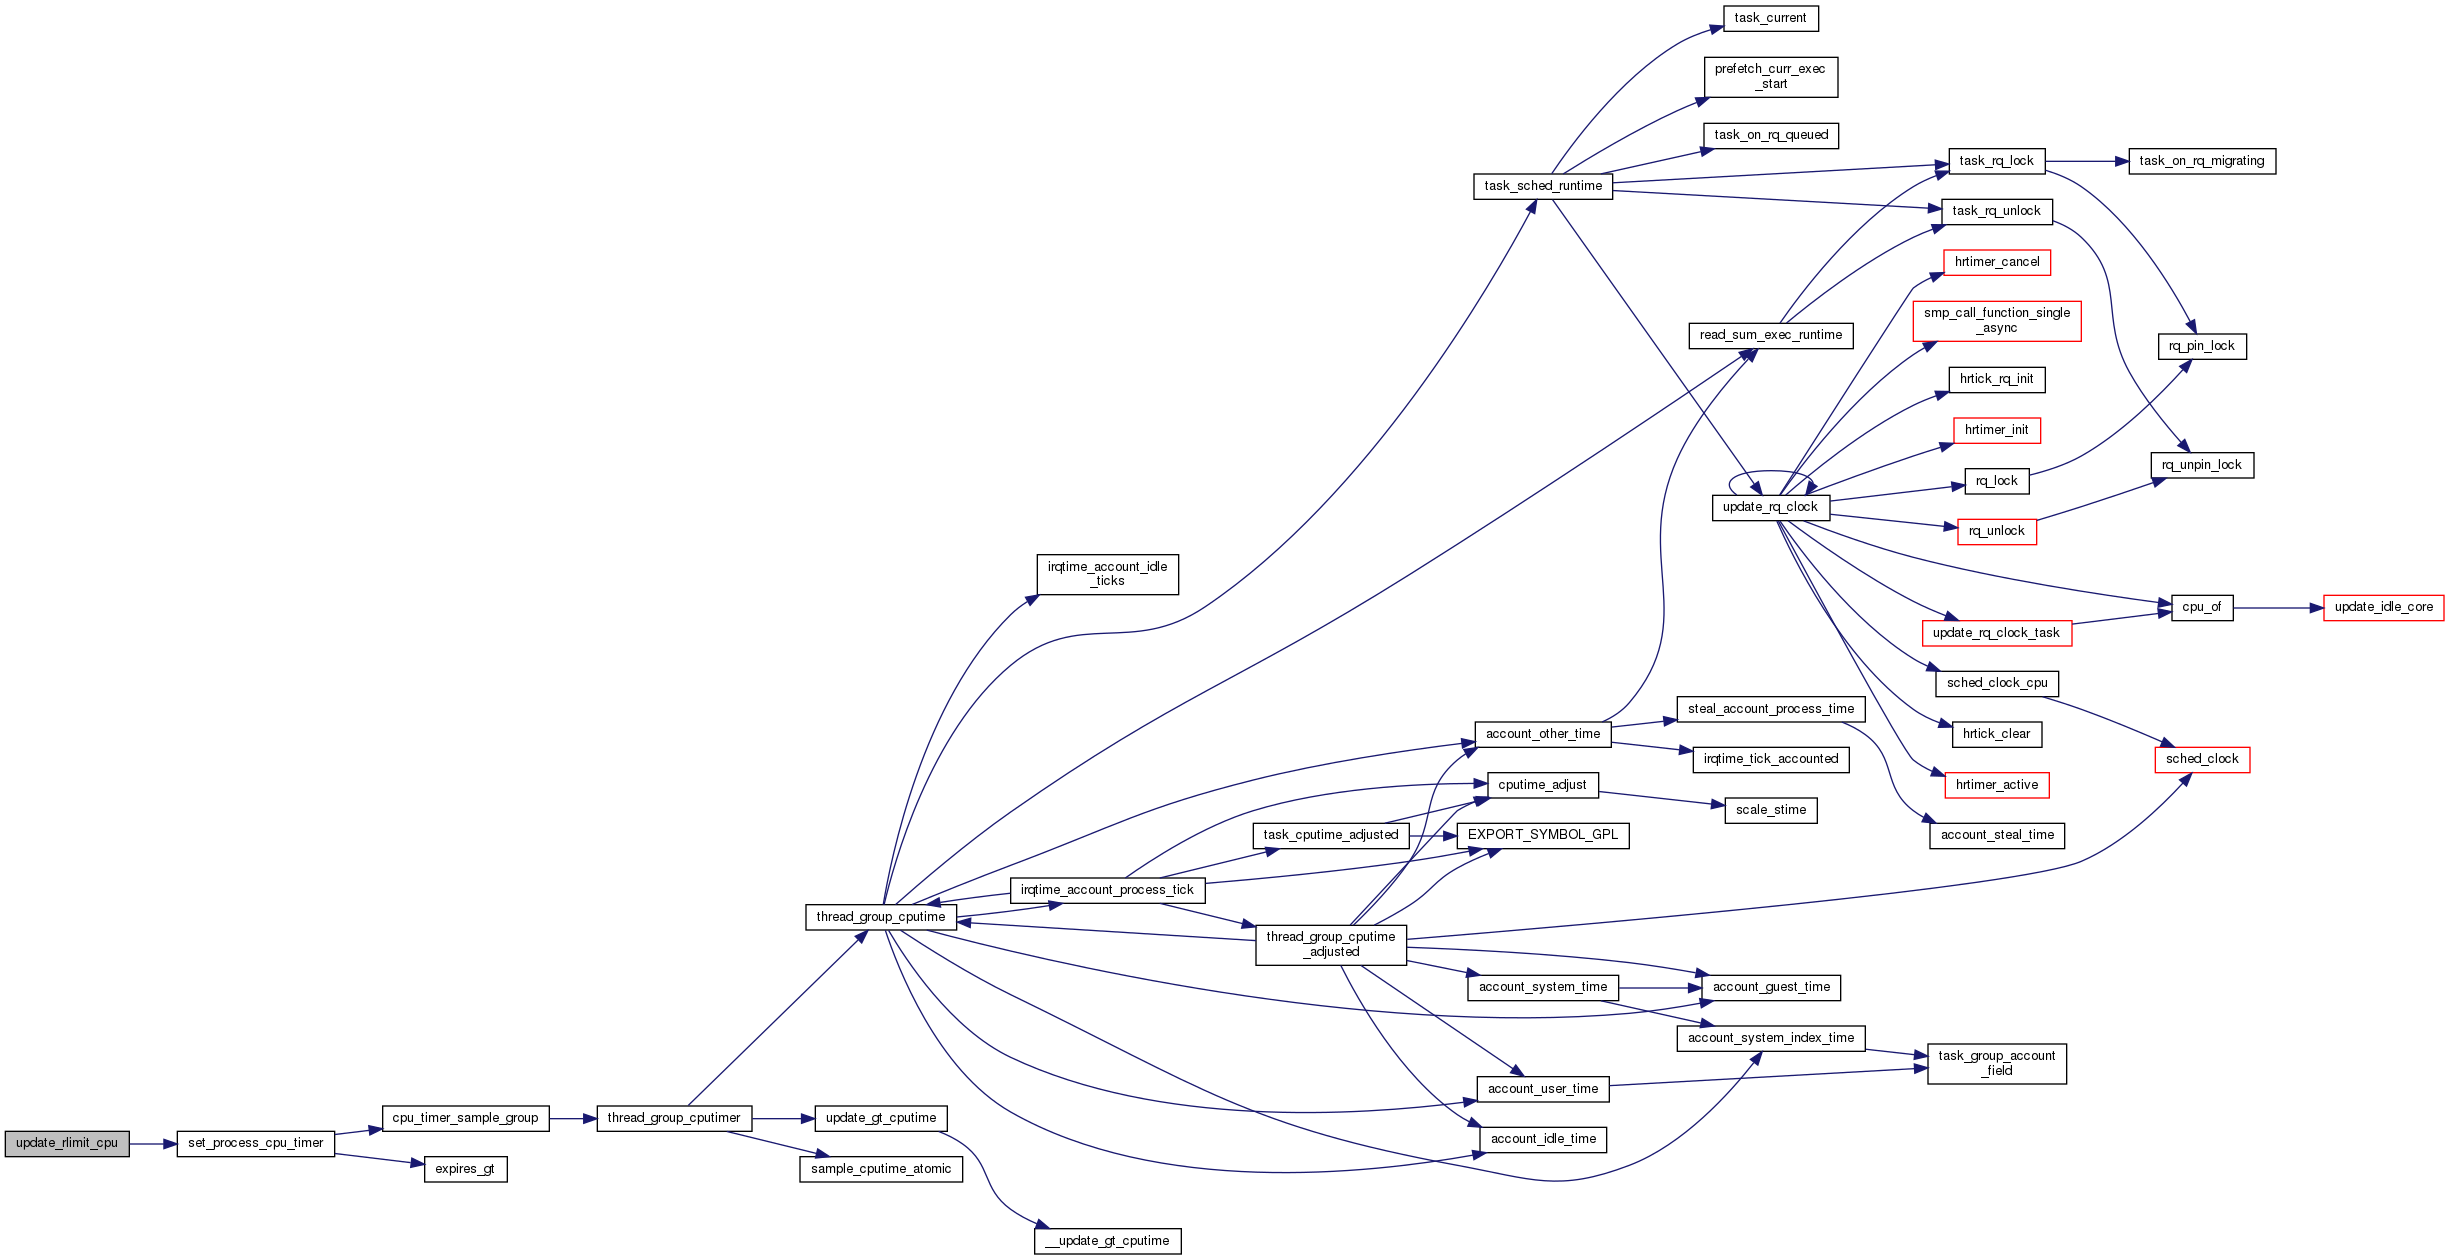 task_current
prefetch_curr_exec
_start
task_on_rq_queued
task_rq_lock
task_on_rq_migrating
task_sched_runtime
task_rq_unlock
hrtimer_cancel
smp_call_function_single
_async
read_sum_exec_runtime
rq_pin_lock
hrtick_rq_init
hrtimer_init
rq_unpin_lock
rq_lock
update_rq_clock
rq_unlock
irqtime_account_idle
_ticks
cpu_of
update_idle_core
update_rq_clock_task
sched_clock_cpu
steal_account_process_time
account_other_time
hrtick_clear
irqtime_tick_accounted
sched_clock
cputime_adjust
hrtimer_active
scale_stime
task_cputime_adjusted
EXPORT_SYMBOL_GPL
account_steal_time
irqtime_account_process_tick
thread_group_cputime
thread_group_cputime
_adjusted
account_system_time
account_guest_time
account_system_index_time
task_group_account
_field
account_user_time
cpu_timer_sample_group
thread_group_cputimer
update_gt_cputime
account_idle_time
update_rlimit_cpu
set_process_cpu_timer
expires_gt
sample_cputime_atomic
__update_gt_cputime